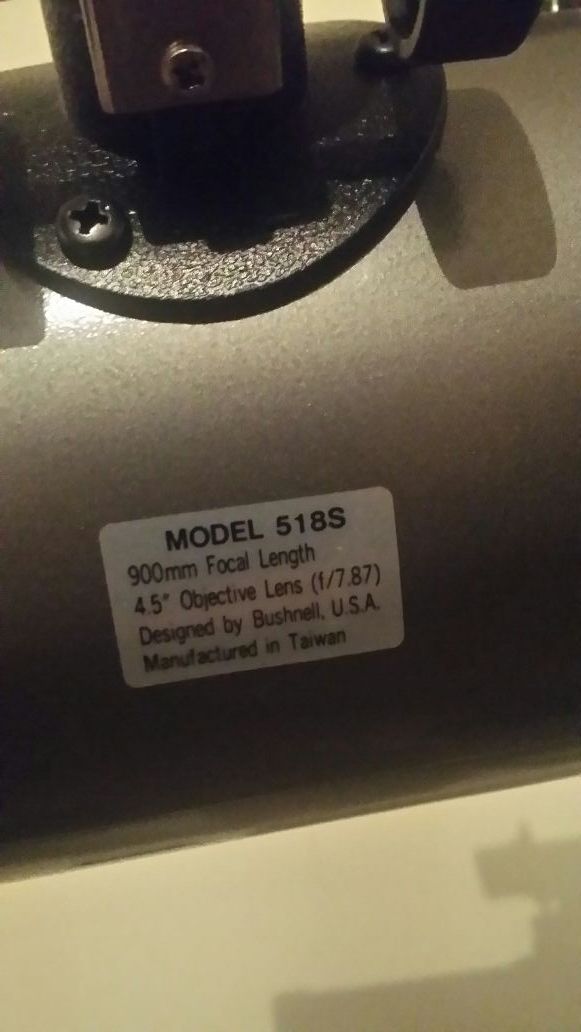 MODEL 518S
900mm Focal Length
4.5" Objective Lens (f/7.87)
Designed by Bushnell, U.S.A.
Manufactured in Taiwan